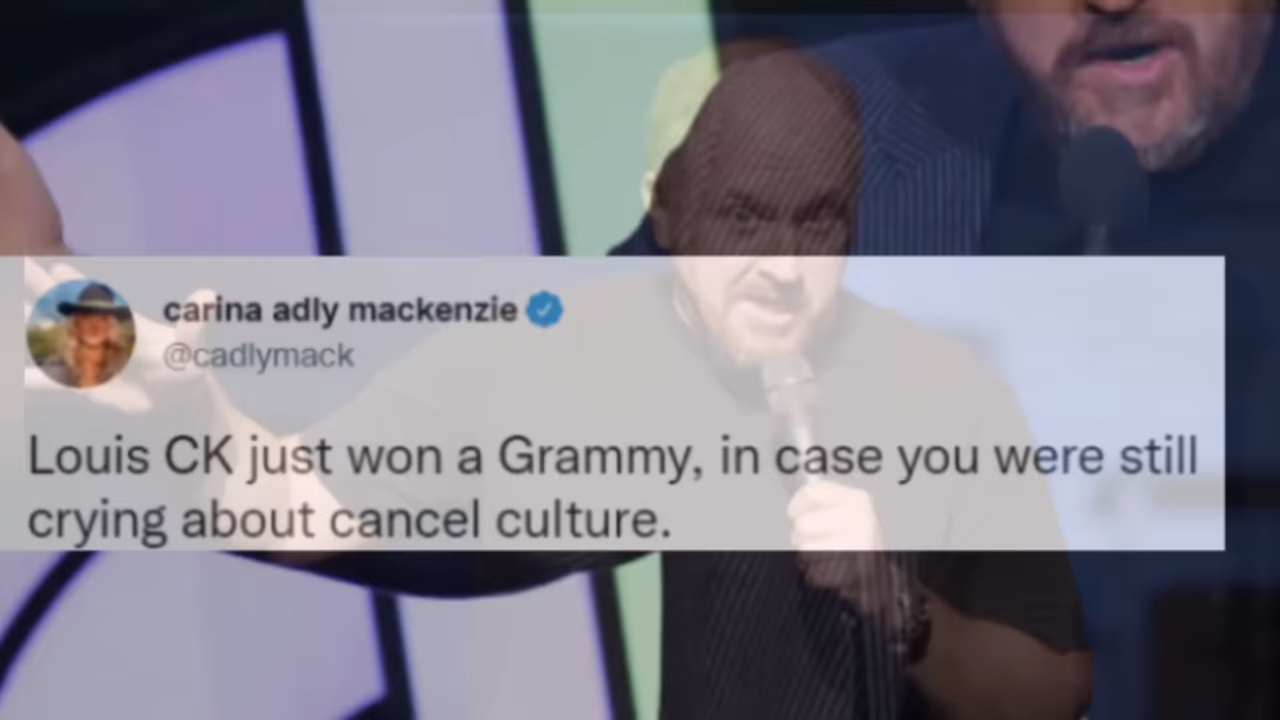 carina adly mackenzie
@cadlymack
Louis CK just won a Grammy, in case you were still
crying about cancel culture.